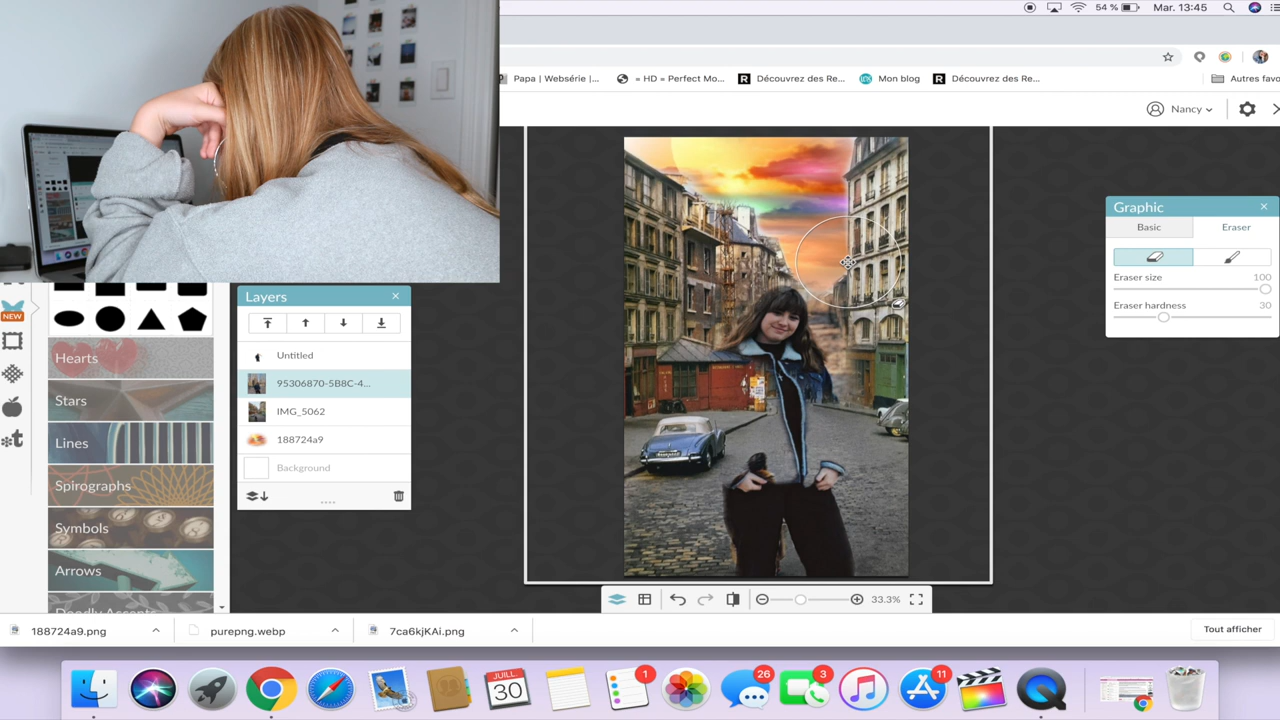 54 %
Mar. 13:45
Papa | Websérie |...
= HD = Perfect Mo...
R
Découvrez des Re...
Mon blog
R
Découvrez des Re...
Autres favo
Nancy
Graphic
Basic
Eraser
Eraser size
100
Eraser hardness
30
NEW
Hearts
Stars
Lines
Spirographs
Symbols
Arrows
Doodly Accents
Layers
Untitled
95306870-5B8C-4...
IMG_5062
188724a9
Background
33.3%
188724a9.png
purepng.webp
7ca6kjKAi.png
Tout afficher
JUILL
30
1
26
3
11